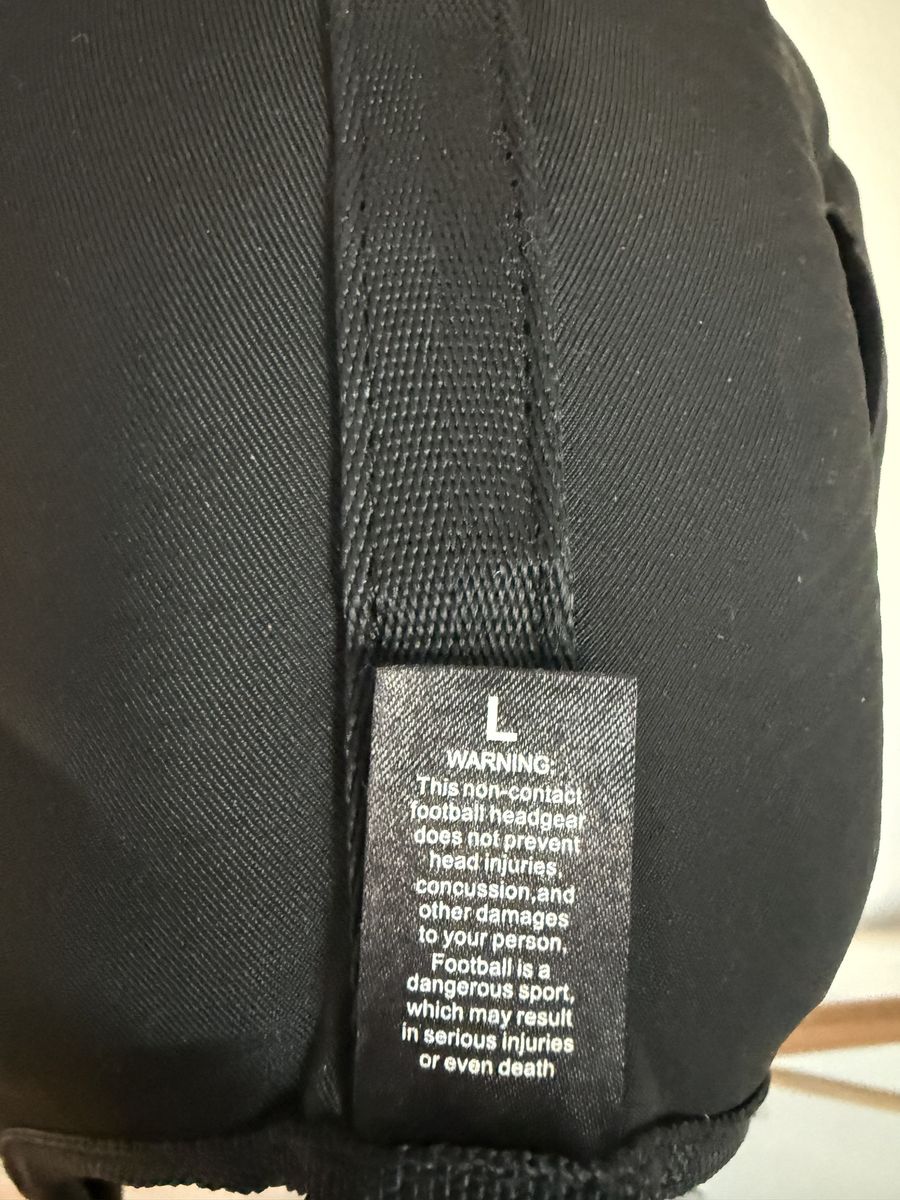 L
WARNING:
This non-contact
football headgear
does not prevent
head injuries,
concussion,and
other damages
to your person,
Football is a
dangerous sport,
which may result
in serious injuries
or even death